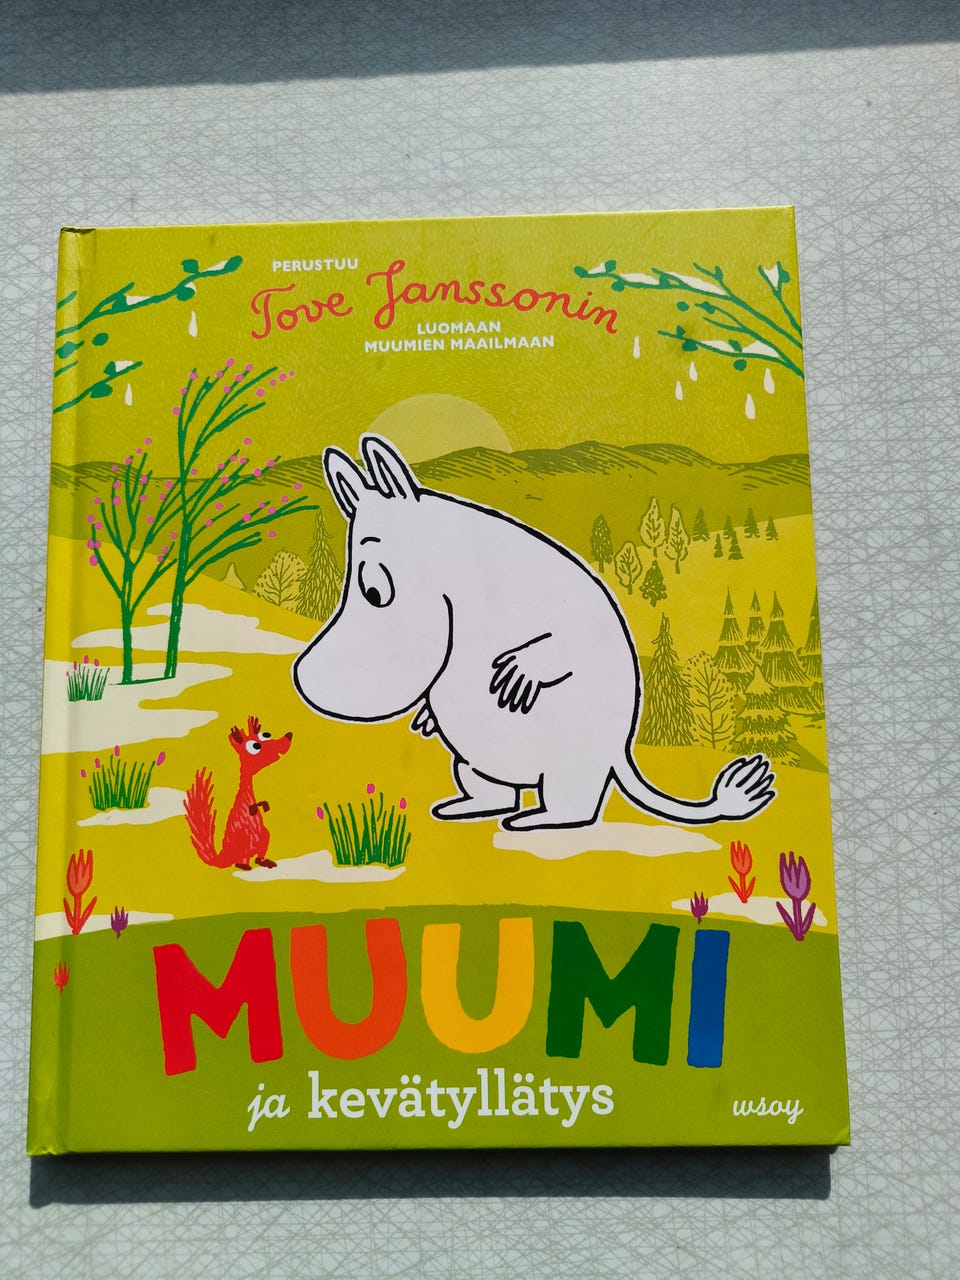 PERUSTUU
Tove Janssonin
LUOMAAN
MUUMIEN MAAILMAAN
MUUMI
ja kevätyllätys
wsoy